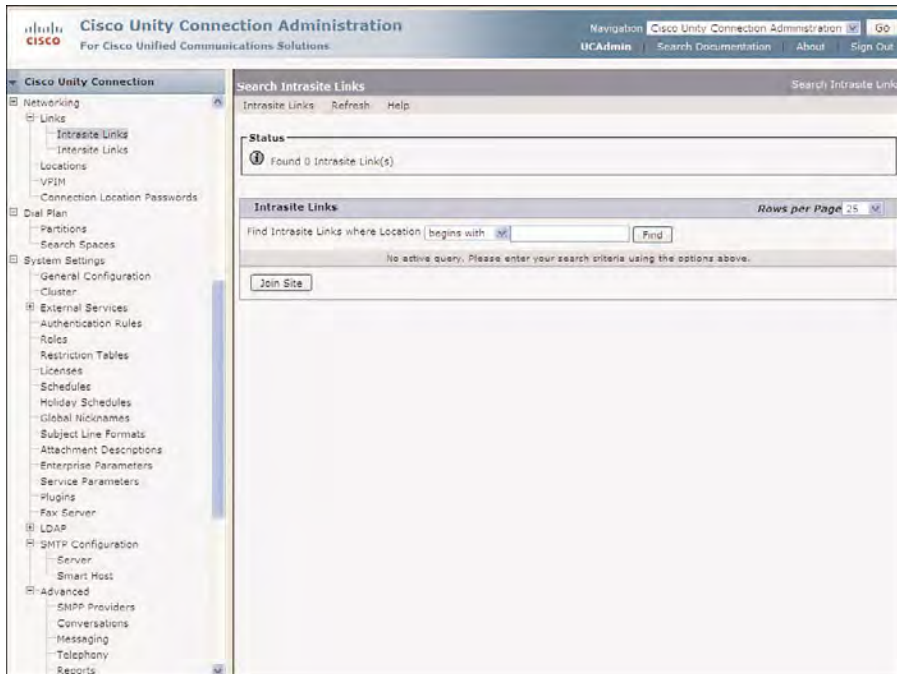 Cisco Unity Connection Administration
For Cisco Unified Communications Solutions
CISCO
Navigation Cisco Unity Connection Administration Go
UCAdmin Search Documentation About Sign Out
Cisco Unity Connection
Networking
Links
Intrasite Links
Intersite Links
Locations
VPIM
Connection Location Passwords
Dial Plan
Partitions
Search Spaces
System Settings
General Configuration
Cluster
External Services
Authentication Rules
Roles
Restriction Tables
Licenses
Schedules
Holiday Schedules
Global Nicknames
Subject Line Formats
Attachment Descriptions
Enterprise Parameters
Service Parameters
Plugins
Fax Server
LDAP
SMTP Configuration
Server
Smart Host
Advanced
SMPP Providers
Conversations
Messaging
Telephony
Reports
Search Intrasite Links Search Intrasite Link
Intrasite Links Refresh Help
Status
Found 0 Intrasite Link(s)
Intrasite Links Rows per Page 25
Find Intrasite Links where Location begins with Find
No active query. Please enter your search criteria using the options above.
Join Site